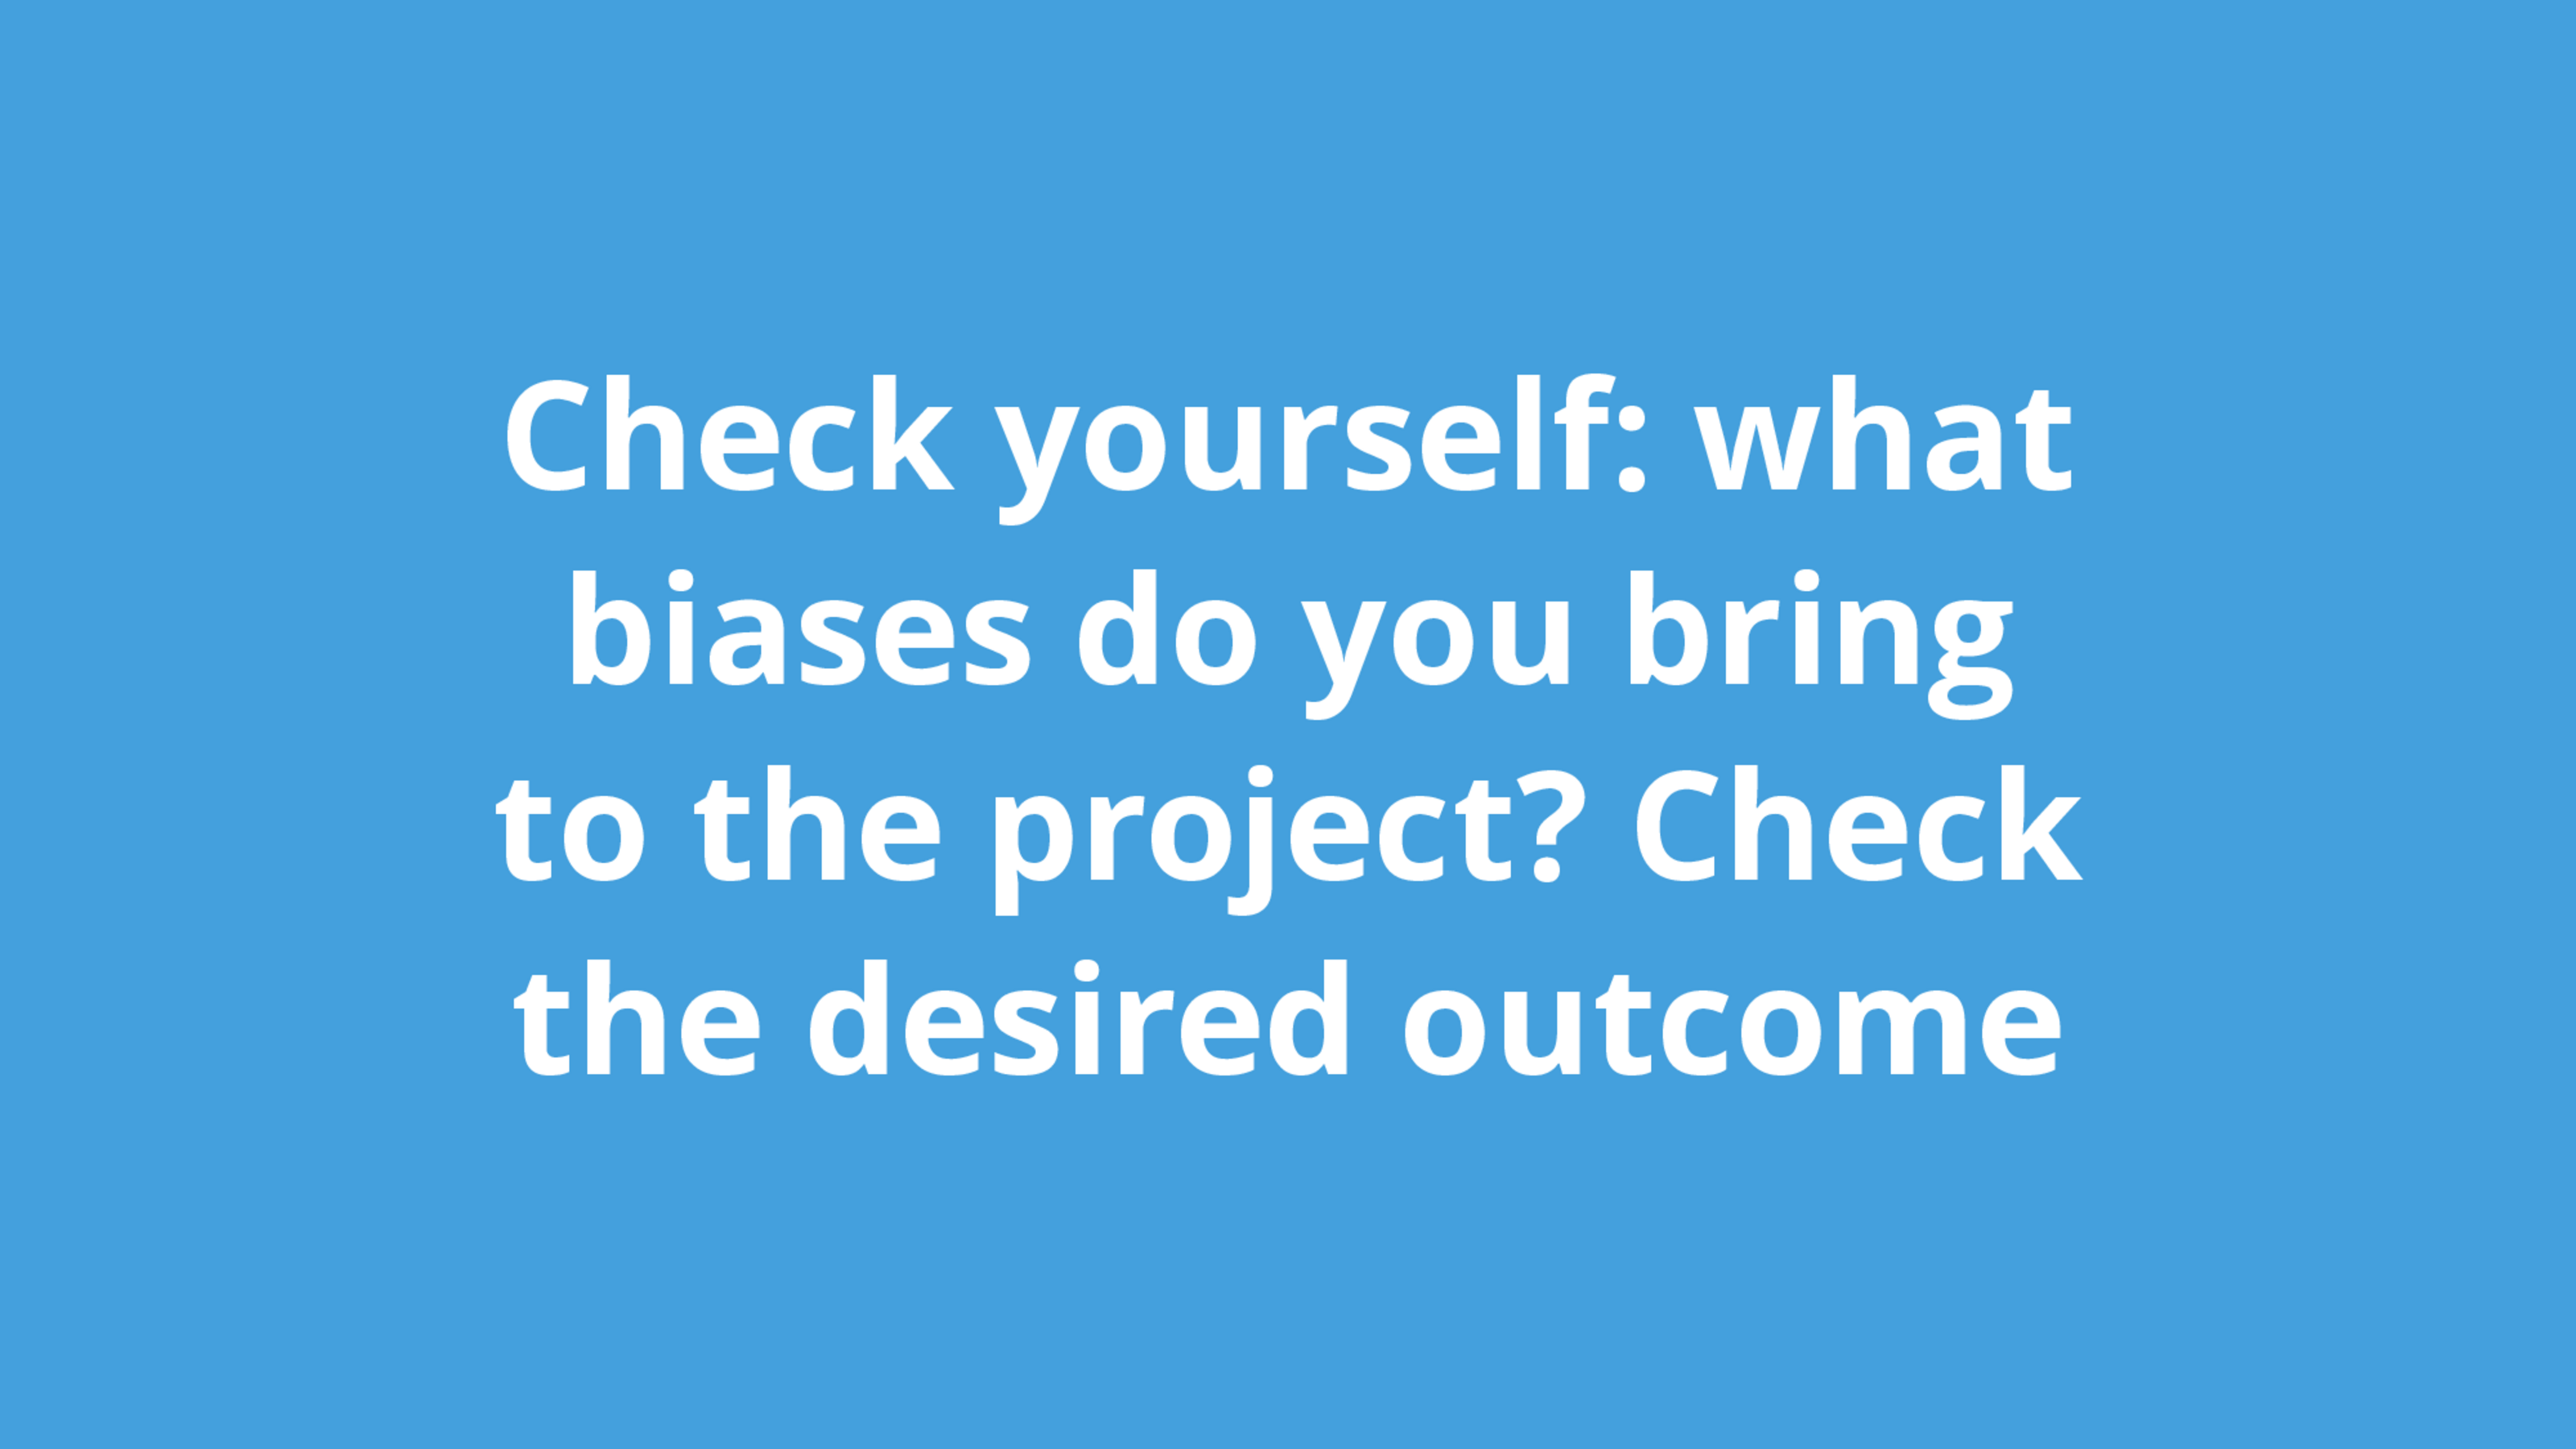 Check yourself: what
biases do you bring
to the project? Check
the desired outcome